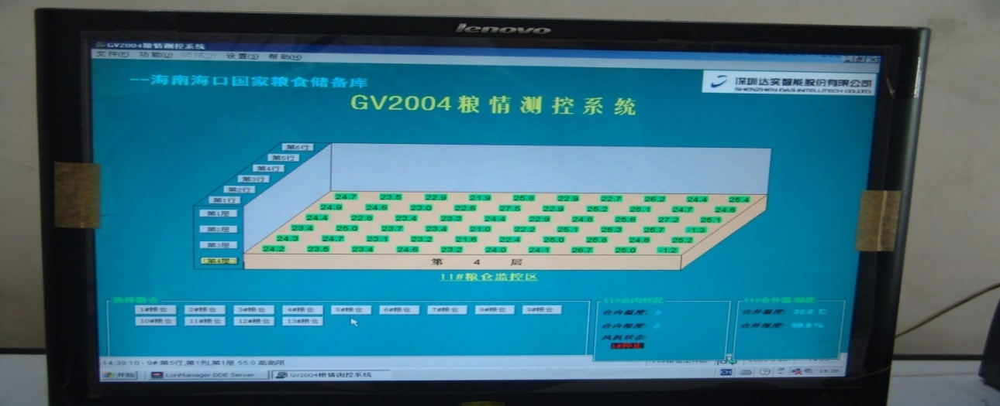 lenovo
GV2004粮情测控系统
文件(F) 功能(U) 设置(S) 帮助(H)
--海南海口国家粮食储备库
深圳达实智能股份有限公司
SHENZHEN DAS INTELLITECH CO.,LTD.
GV2004粮情测控系统
第6行
第5行
第4行
第3行
第2行
第1行
第1层
第2层
第3层
第4层
24.7 23.5 22.9 21.9 25.8 22.9 22.7 26.2 24.4 25.4
24.9 24.6 23.0 22.6 27.5 22.9 25.2 25.1 24.7 24.6
24.4 22.8 23.4 23.3 24.4 22.9 24.8 25.6 27.2 25.1
23.4 25.0 23.7 23.4 21.0 22.2 25.1 25.3 25.7 -1.3
24.3 24.7 23.1 23.2 21.6 22.4 25.0 25.8 24.6 25.2
24.2 23.5 23.4 24.6 23.2 24.0 24.1 26.7 25.0 -1.2
第 4 层
11#粮仓监控区
选择粮仓
1#粮仓 2#粮仓 3#粮仓 4#粮仓 5#粮仓 6#粮仓 7#粮仓 8#粮仓 9#粮仓
10#粮仓 11#粮仓 12#粮仓 13#粮仓
11#仓内状况
仓内温度:
仓内湿度:
风机状态:
1#停止
11#仓外温/湿度
仓外温度: 22.0 ℃
仓外湿度: 99.9 %
14:39:10 - 9#,第5行,第1列,第1层 55.0 高高限
开始 LonManager DDE Server GV2004粮情测控系统 CH 14:39